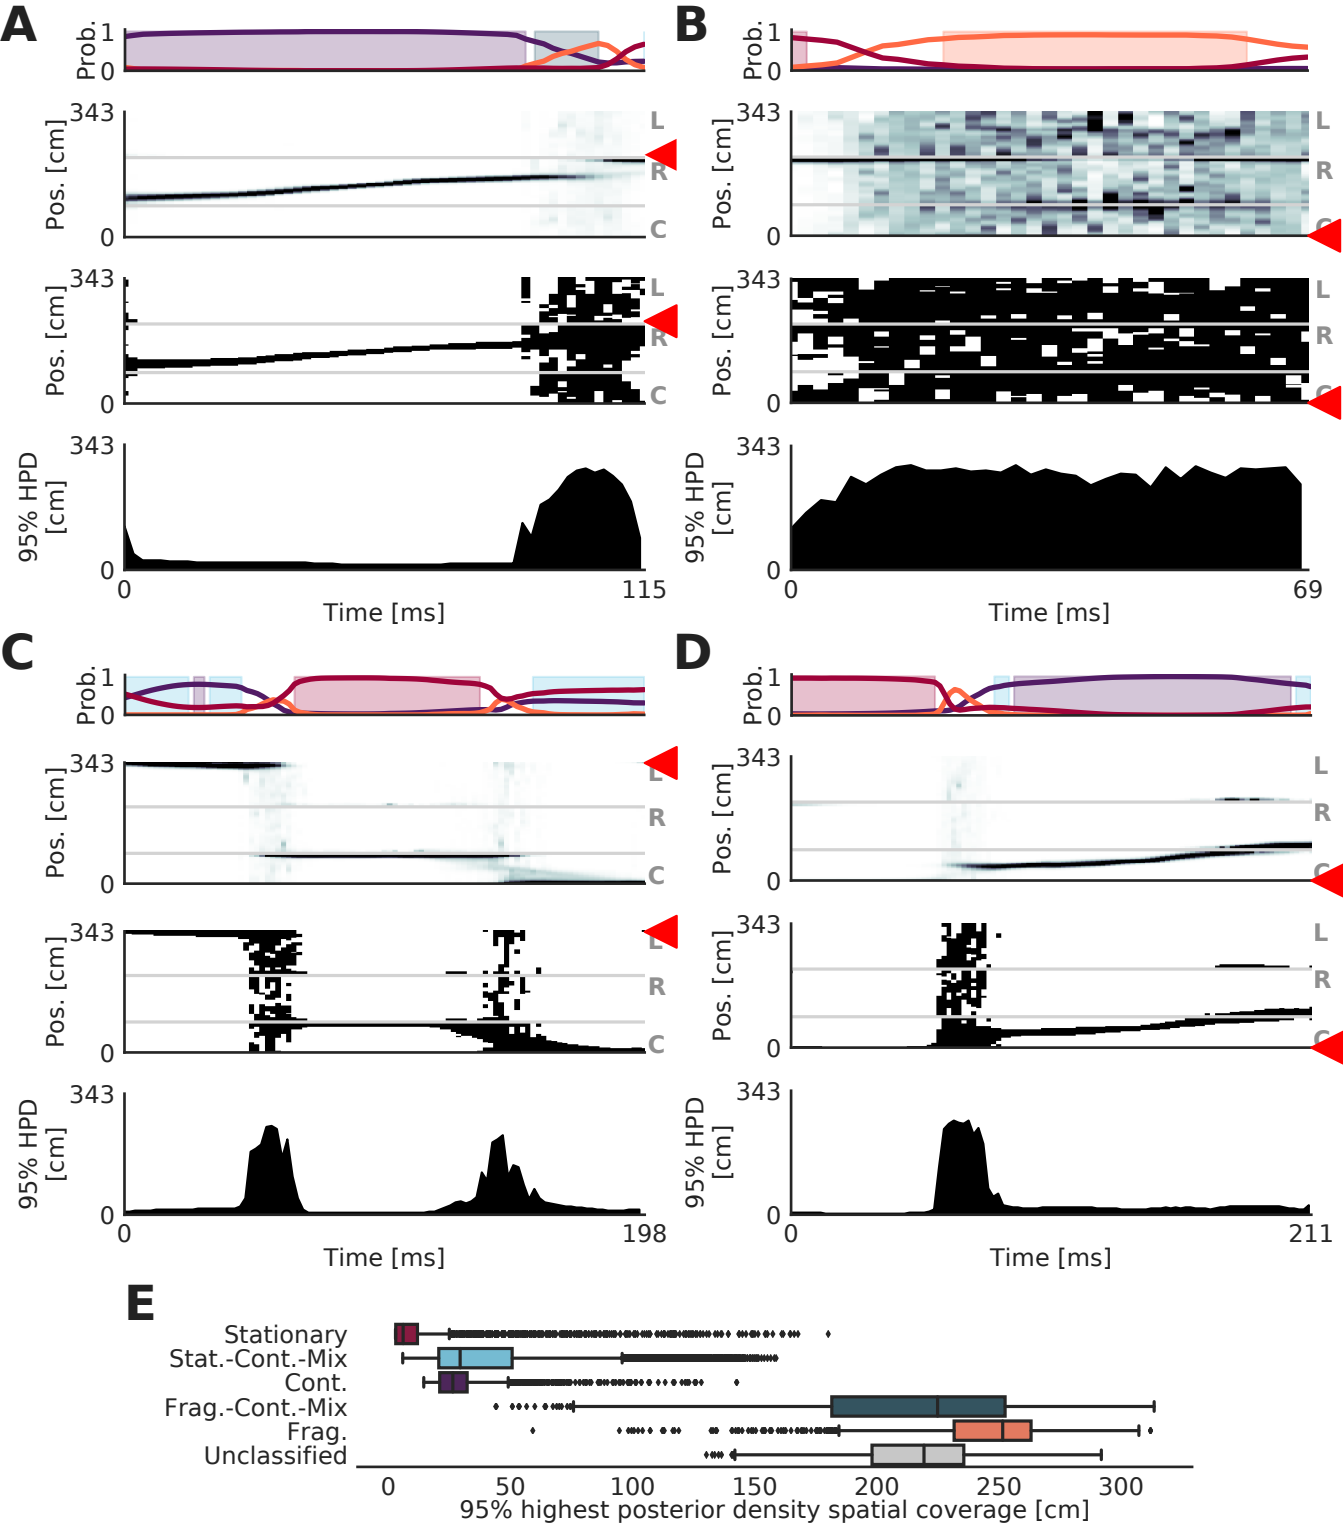 A
Prob.
1
0
Pos. [cm]
343
0
L
R
C
Pos. [cm]
343
0
L
R
C
95% HPD
[cm]
343
0
0
115
Time [ms]
B
Prob.
1
0
Pos. [cm]
343
0
L
R
C
Pos. [cm]
343
0
L
R
C
95% HPD
[cm]
343
0
0
69
Time [ms]
C
Prob.
1
0
Pos. [cm]
343
0
L
R
C
Pos. [cm]
343
0
L
R
C
95% HPD
[cm]
343
0
0
198
Time [ms]
D
Prob.
1
0
Pos. [cm]
343
0
L
R
C
Pos. [cm]
343
0
L
R
C
95% HPD
[cm]
343
0
0
211
Time [ms]
E
Stationary
Stat.-Cont.-Mix
Cont.
Frag.-Cont.-Mix
Frag.
Unclassified
0 50 100 150 200 250 300
95% highest posterior density spatial coverage [cm]